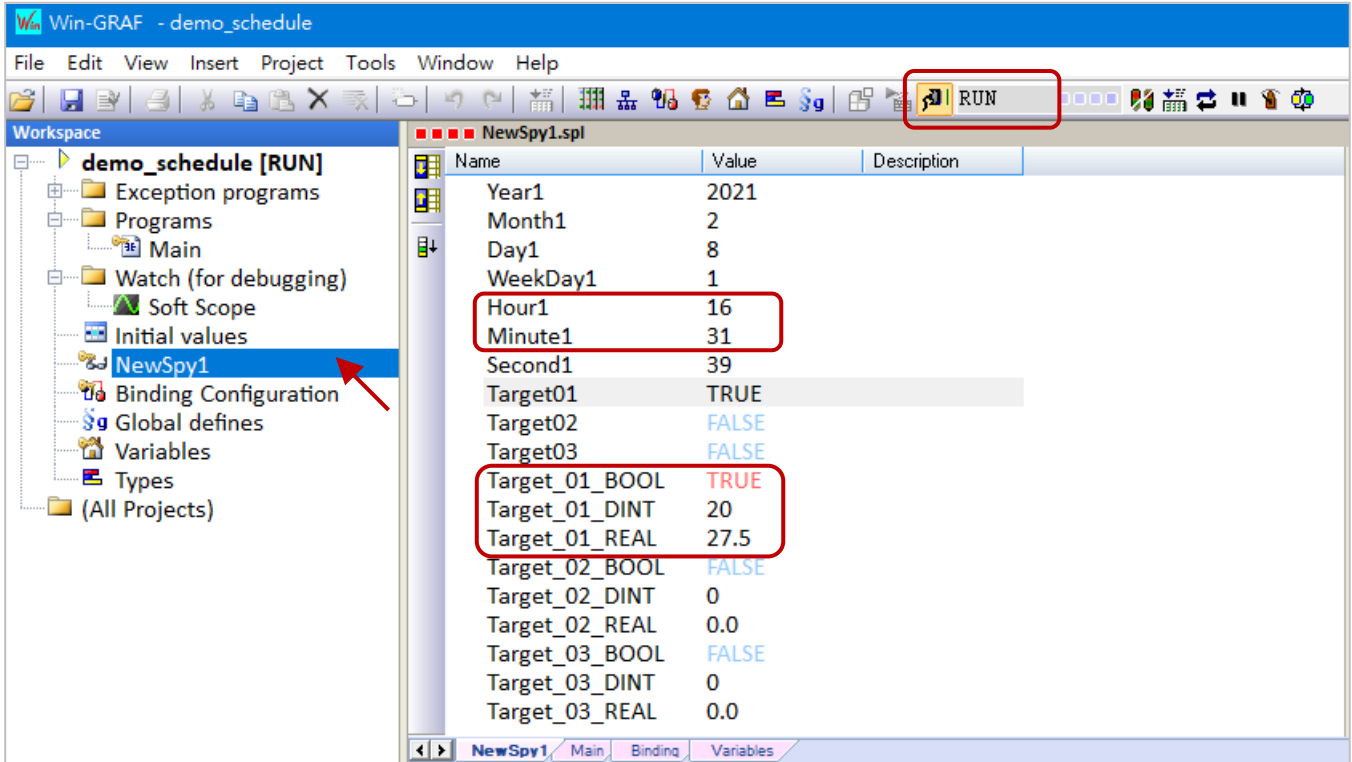 Win-GRAF - demo_schedule
File Edit View Insert Project Tools Window Help
RUN
Workspace
demo_schedule [RUN]
Exception programs
Programs
Main
Watch (for debugging)
Soft Scope
Initial values
NewSpy1
Binding Configuration
Global defines
Variables
Types
(All Projects)
NewSpy1.spl
Name Value Description
Year1 2021
Month1 2
Day1 8
WeekDay1 1
Hour1 16
Minute1 31
Second1 39
Target01 TRUE
Target02 FALSE
Target03 FALSE
Target_01_BOOL TRUE
Target_01_DINT 20
Target_01_REAL 27.5
Target_02_BOOL FALSE
Target_02_DINT 0
Target_02_REAL 0.0
Target_03_BOOL FALSE
Target_03_DINT 0
Target_03_REAL 0.0
NewSpy1 Main Binding Variables